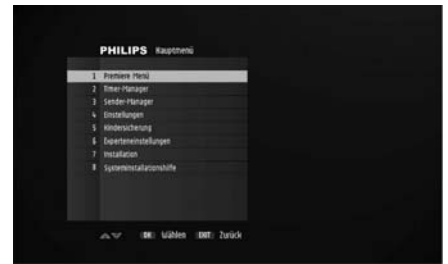 PHILIPS Hauptmenü
1 Premiere Menü
2 Timer-Manager
3 Sender-Manager
4 Einstellungen
5 Kindersicherung
6 Experteneinstellungen
7 Installation
8 Systeminstallationshilfe
OK Wählen EXIT Zurück